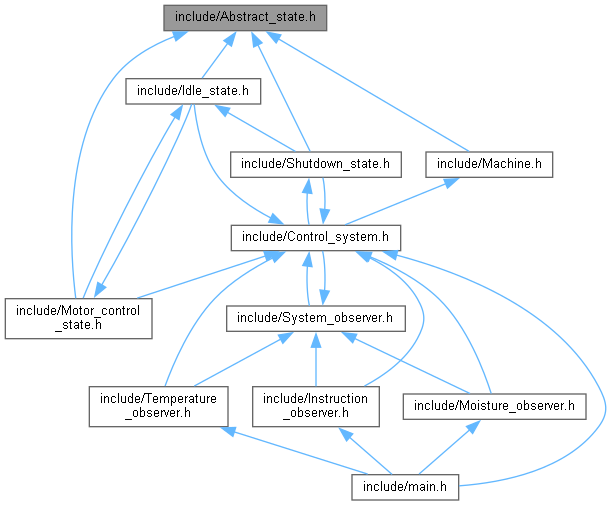 include/Abstract_state.h
include/Idle_state.h
include/Shutdown_state.h
include/Machine.h
include/Control_system.h
include/Motor_control
_state.h
include/System_observer.h
include/Temperature
_observer.h
include/Instruction
_observer.h
include/Moisture_observer.h
include/main.h